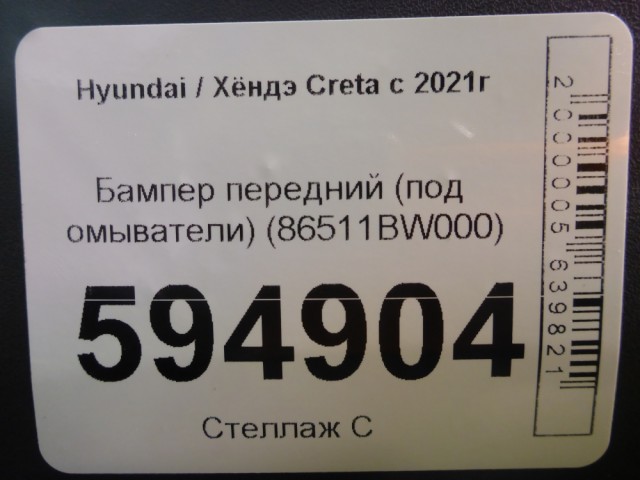 Hyundai / Хёндэ Creta с 2021г
Бампер передний (под
омыватели) (86511BW000)
594904
Стеллаж С
2000005639821